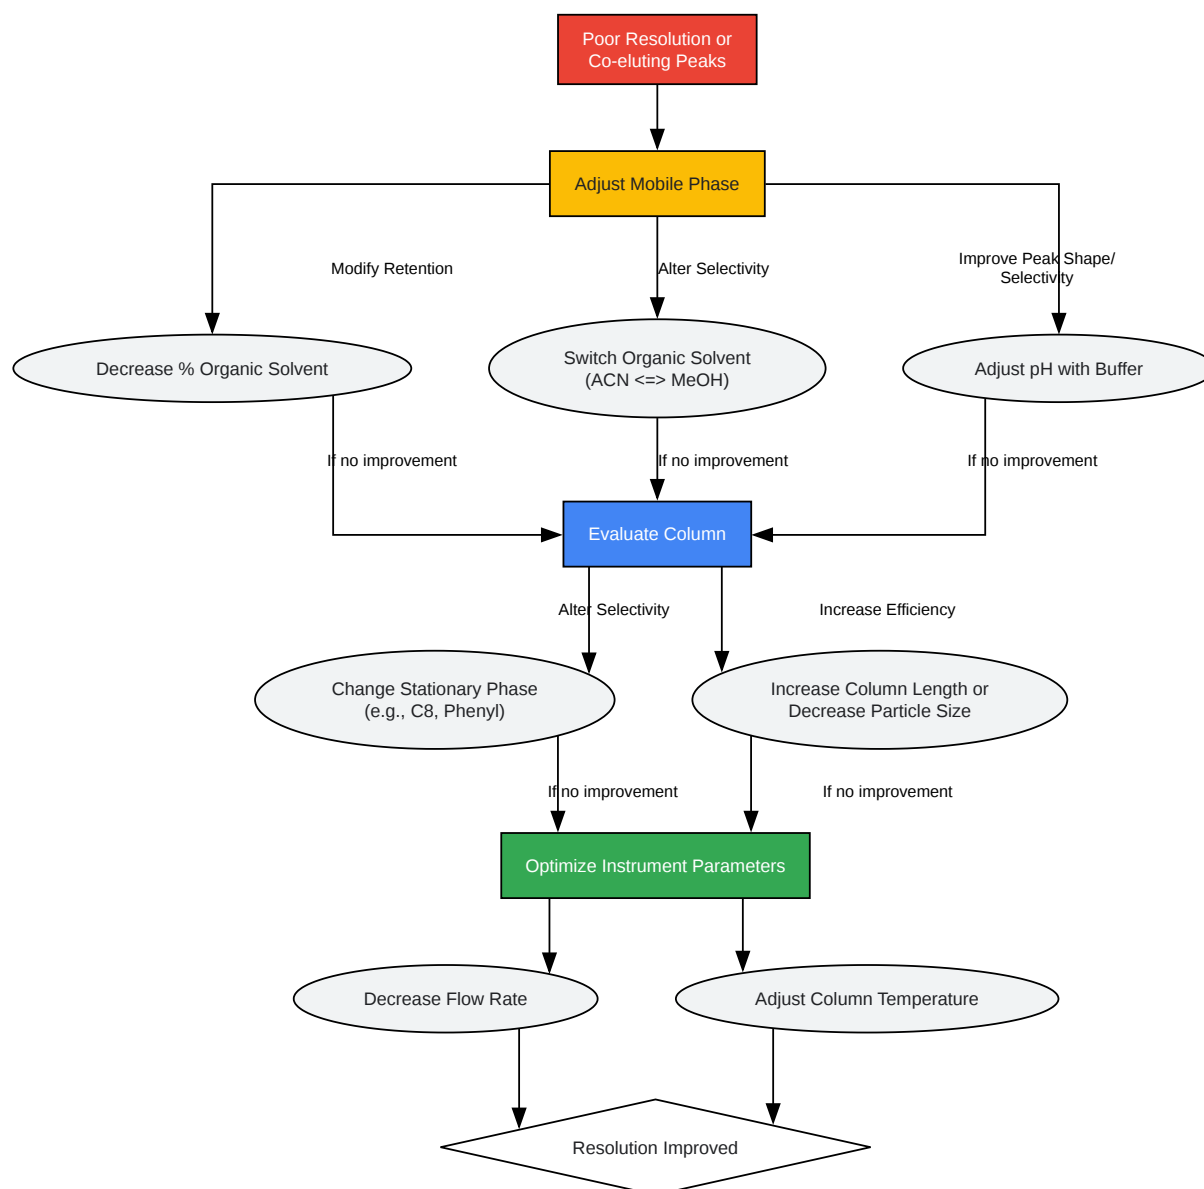 Poor Resolution or
Co-eluting Peaks
Adjust Mobile Phase
Modify Retention
Alter Selectivity
Improve Peak Shape/
Selectivity
Decrease % Organic Solvent
Switch Organic Solvent
(ACN <=> MeOH)
Adjust pH with Buffer
If no improvement
If no improvement
If no improvement
Evaluate Column
Alter Selectivity
Increase Efficiency
Change Stationary Phase
(e.g., C8, Phenyl)
Increase Column Length or
Decrease Particle Size
If no improvement
If no improvement
Optimize Instrument Parameters
Decrease Flow Rate
Adjust Column Temperature
Resolution Improved